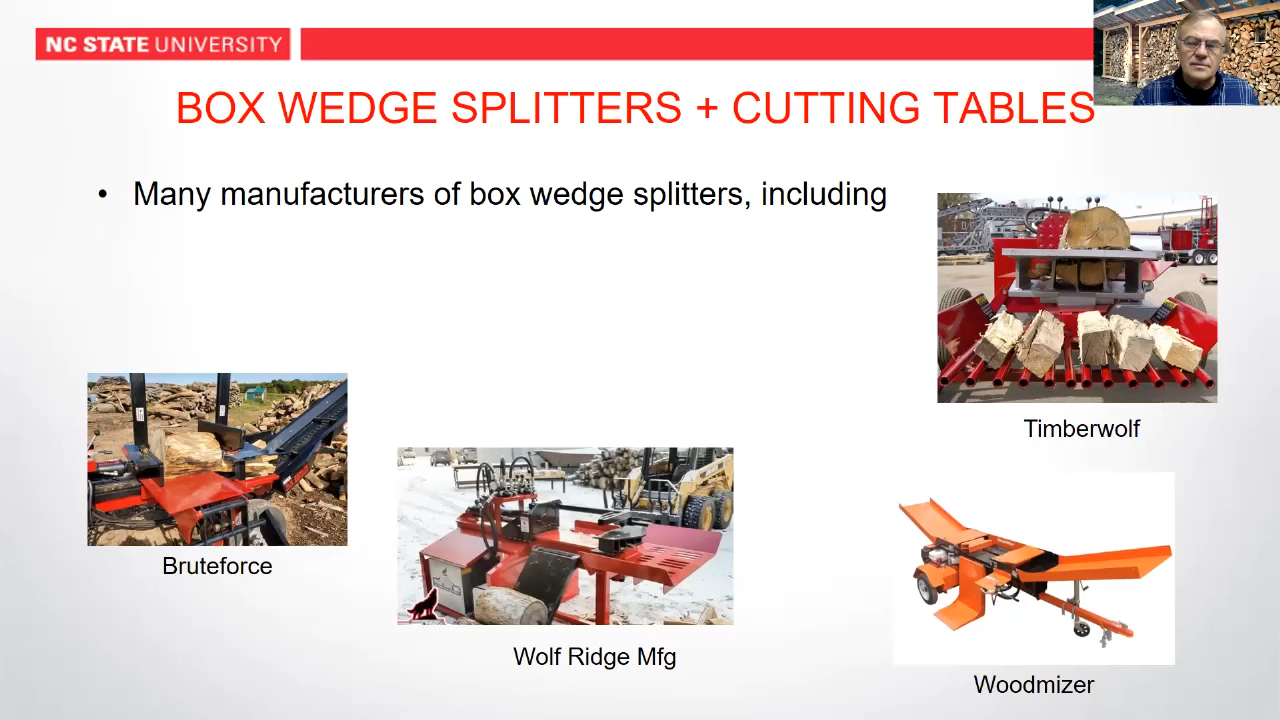 NC STATE UNIVERSITY
BOX WEDGE SPLITTERS + CUTTING TABLES
• Many manufacturers of box wedge splitters, including
Timberwolf
Bruteforce
Wolf Ridge Mfg
Woodmizer